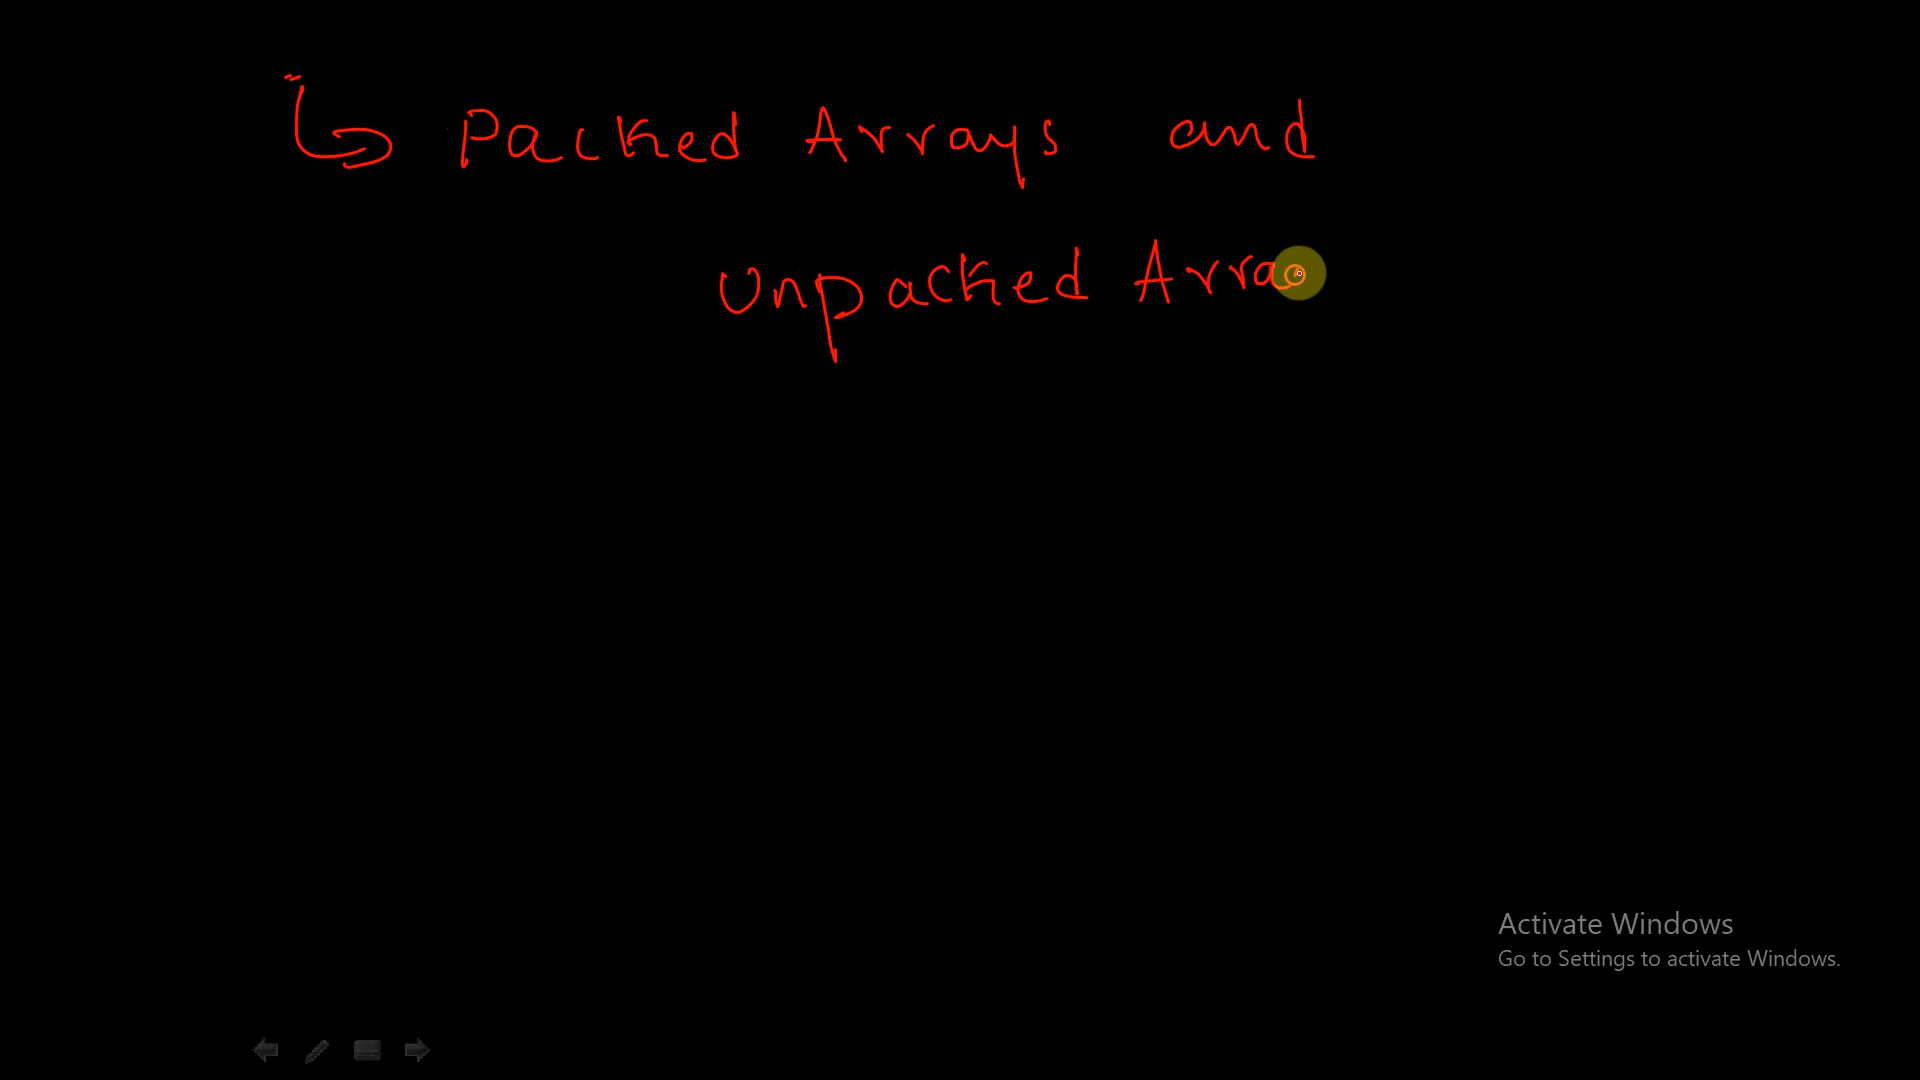 Packed Arrays and
Unpacked Arra
Activate Windows
Go to Settings to activate Windows.